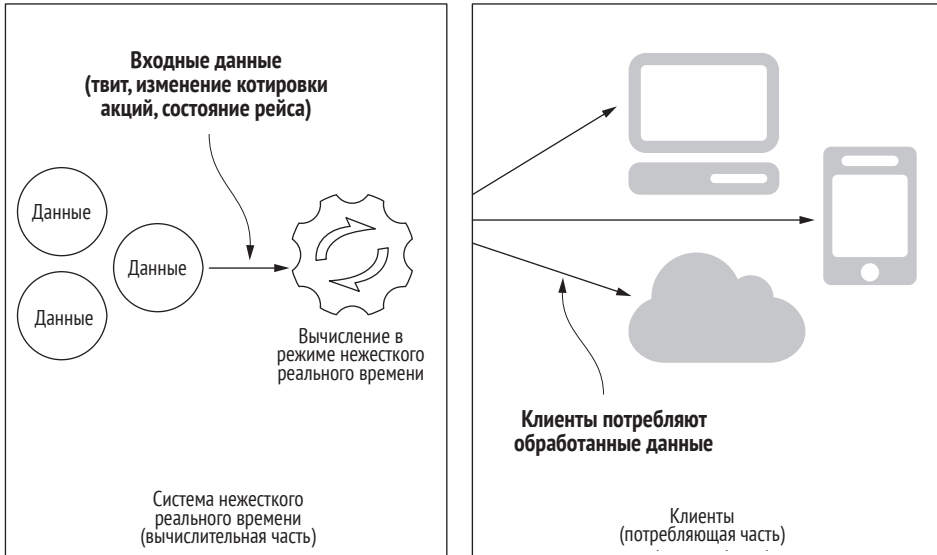 Входные данные
(твит, изменение котировки
акций, состояние рейса)
Данные
Данные
Данные
Вычисление в
режиме нежесткого
реального времени
Система нежесткого
реального времени
(вычислительная часть)
Клиенты потребляют
обработанные данные
Клиенты
(потребляющая часть)